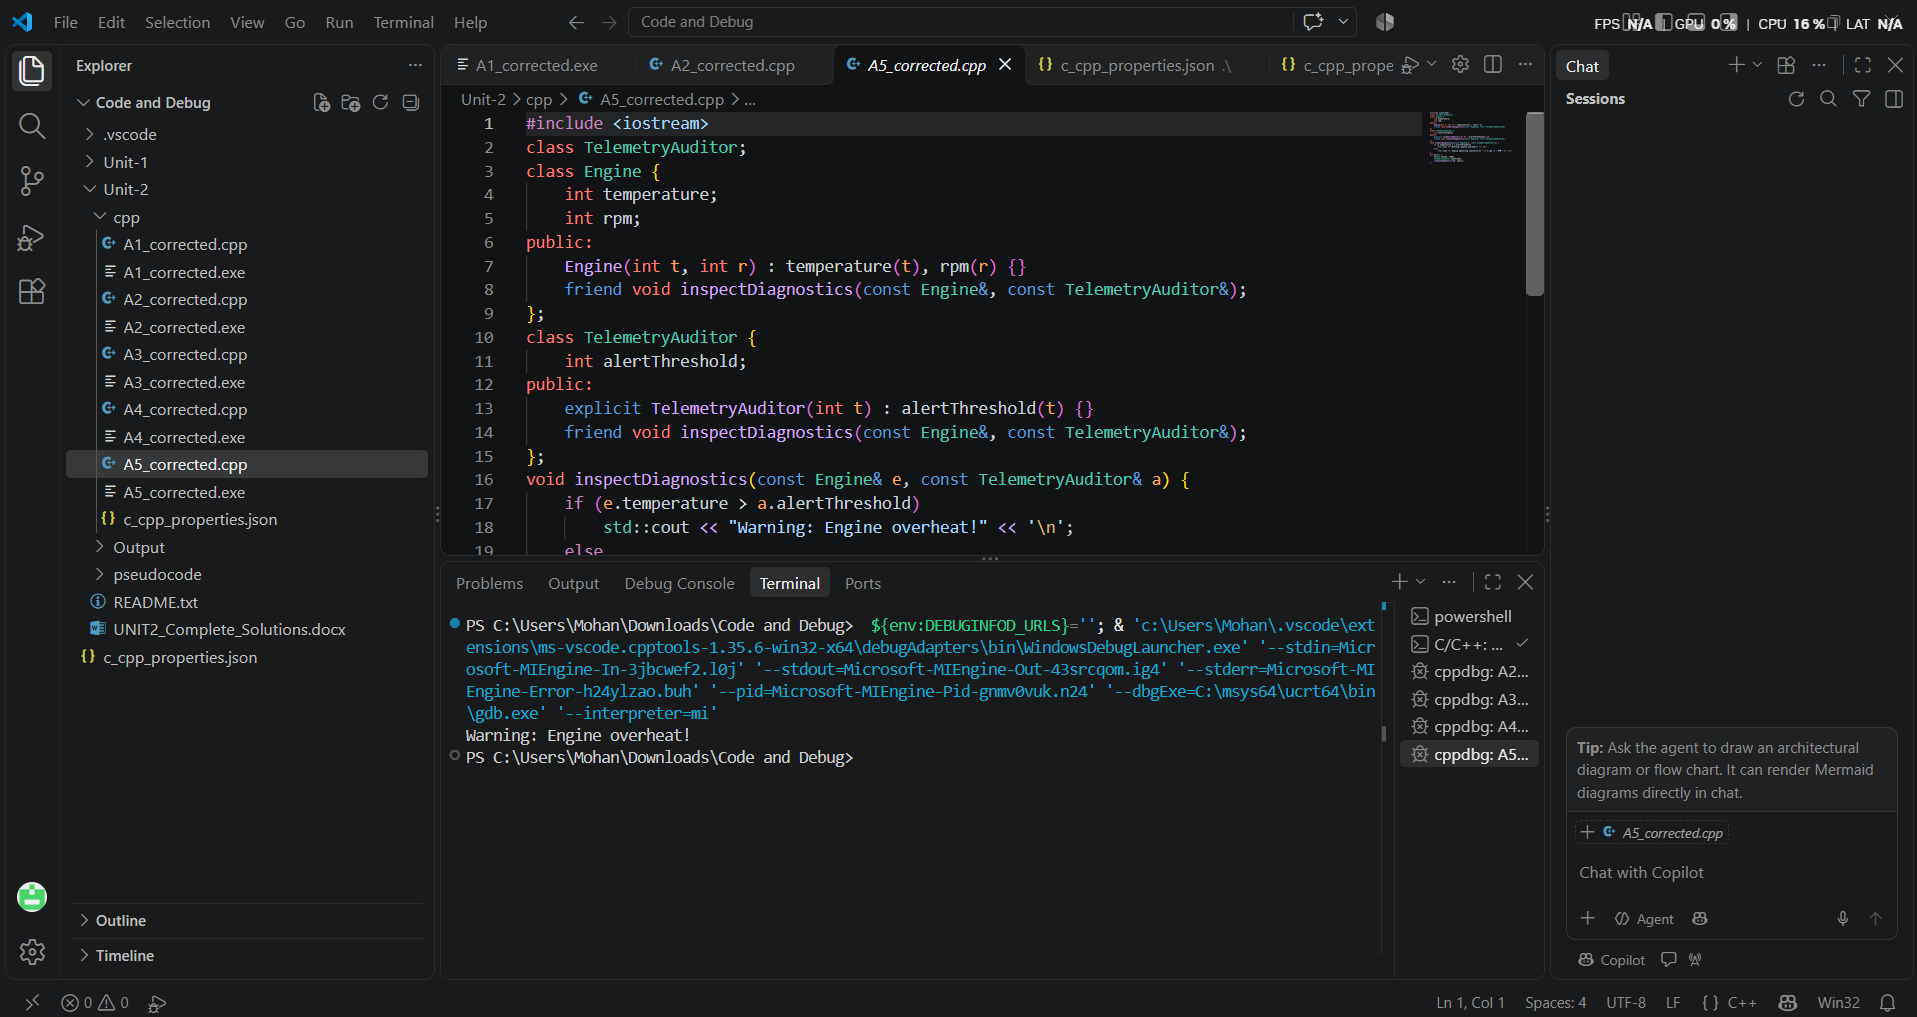 File Edit Selection View Go Run Terminal Help
Code and Debug
FPS N/A | GPU 0% | CPU 16% | LAT N/A
Explorer
Code and Debug
.vscode
Unit-1
Unit-2
cpp
A1_corrected.cpp
A1_corrected.exe
A2_corrected.cpp
A2_corrected.exe
A3_corrected.cpp
A3_corrected.exe
A4_corrected.cpp
A4_corrected.exe
A5_corrected.cpp
A5_corrected.exe
c_cpp_properties.json
Output
pseudocode
README.txt
UNIT2_Complete_Solutions.docx
c_cpp_properties.json
Outline
Timeline
A1_corrected.exe A2_corrected.cpp A5_corrected.cpp c_cpp_properties.json .\ c_cpp_prope
Unit-2 > cpp > A5_corrected.cpp > ...
1 #include <iostream>
2 class TelemetryAuditor;
3 class Engine {
4 int temperature;
5 int rpm;
6 public:
7 Engine(int t, int r) : temperature(t), rpm(r) {}
8 friend void inspectDiagnostics(const Engine&, const TelemetryAuditor&);
9 };
10 class TelemetryAuditor {
11 int alertThreshold;
12 public:
13 explicit TelemetryAuditor(int t) : alertThreshold(t) {}
14 friend void inspectDiagnostics(const Engine&, const TelemetryAuditor&);
15 };
16 void inspectDiagnostics(const Engine& e, const TelemetryAuditor& a) {
17 if (e.temperature > a.alertThreshold)
18 std::cout << "Warning: Engine overheat!" << '\n';
19 else
Problems Output Debug Console Terminal Ports
PS C:\Users\Mohan\Downloads\Code and Debug> ${env:DEBUGINFOD_URLS}=''; & 'c:\Users\Mohan\.vscode\ext
ensions\ms-vscode.cpptools-1.35.6-win32-x64\debugAdapters\bin\WindowsDebugLauncher.exe' '--stdin=Micr
osoft-MIEngine-In-3jbcwef2.l0j' '--stdout=Microsoft-MIEngine-Out-43srcqom.ig4' '--stderr=Microsoft-MI
Engine-Error-h24ylzao.buh' '--pid=Microsoft-MIEngine-Pid-gnmv0vuk.n24' '--dbgExe=C:\msys64\ucrt64\bin
\gdb.exe' '--interpreter=mi'
Warning: Engine overheat!
PS C:\Users\Mohan\Downloads\Code and Debug>
powershell
C/C++: ...
cppdbg: A2...
cppdbg: A3...
cppdbg: A4...
cppdbg: A5...
Chat
Sessions
Tip: Ask the agent to draw an architectural
diagram or flow chart. It can render Mermaid
diagrams directly in chat.
A5_corrected.cpp
Chat with Copilot
Agent
Copilot
0 0
Ln 1, Col 1 Spaces: 4 UTF-8 LF {} C++ Win32